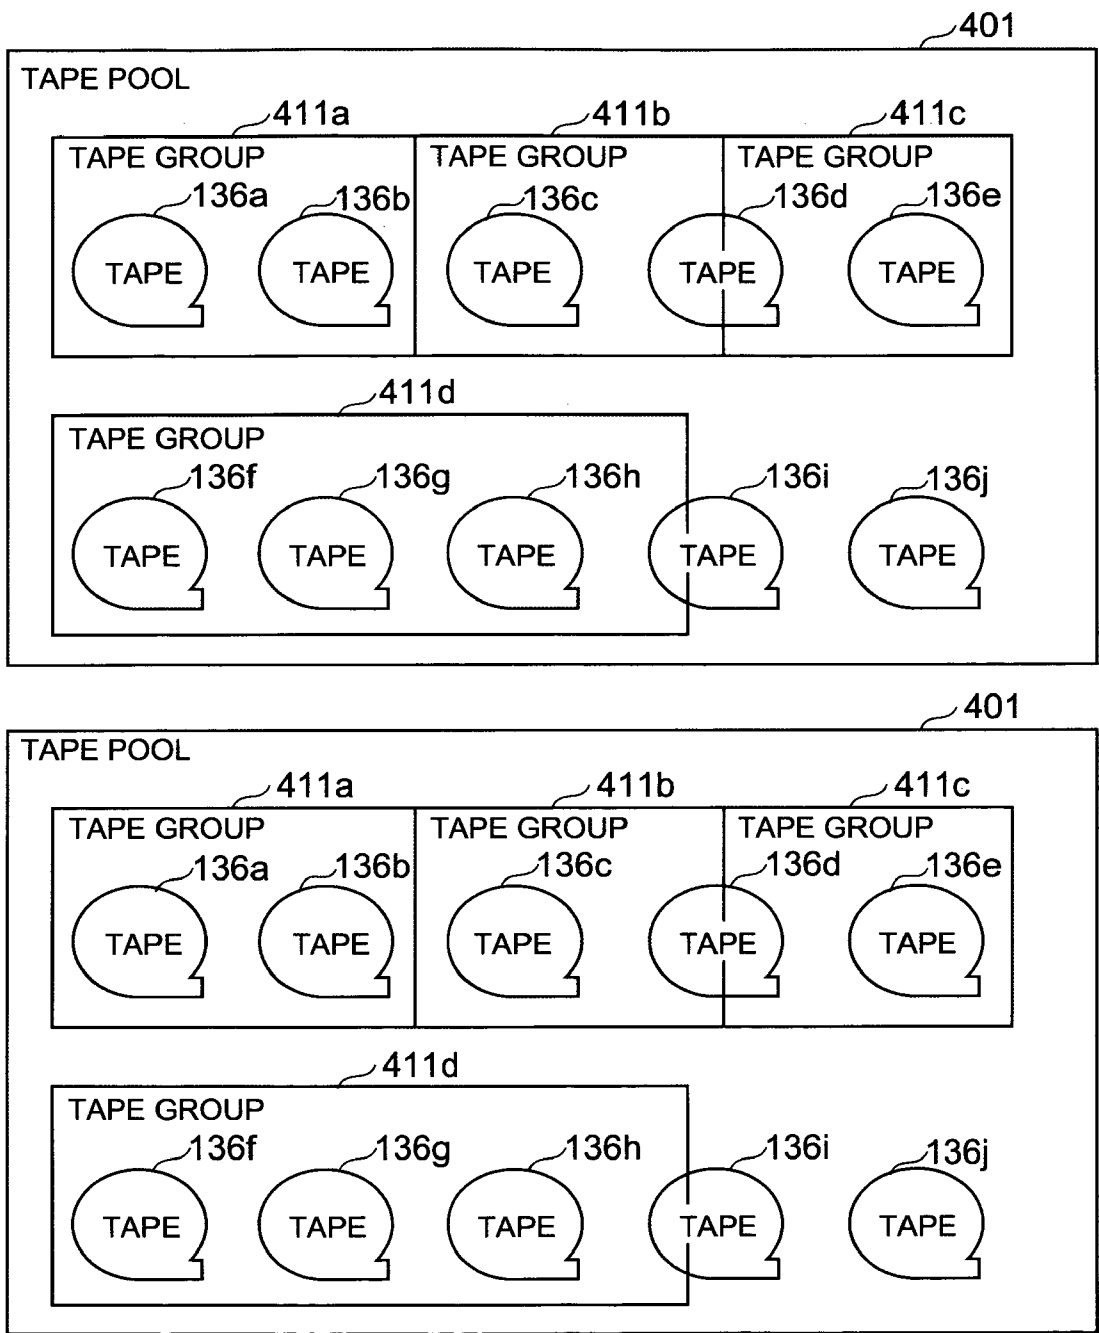 401
TAPE POOL
411a 411b 411c
TAPE GROUP TAPE GROUP TAPE GROUP
136a 136b 136c 136d 136e
TAPE TAPE TAPE TAPE TAPE
411d
TAPE GROUP
136f 136g 136h 136i 136j
TAPE TAPE TAPE TAPE TAPE
401
TAPE POOL
411a 411b 411c
TAPE GROUP TAPE GROUP TAPE GROUP
136a 136b 136c 136d 136e
TAPE TAPE TAPE TAPE TAPE
411d
TAPE GROUP
136f 136g 136h 136i 136j
TAPE TAPE TAPE TAPE TAPE